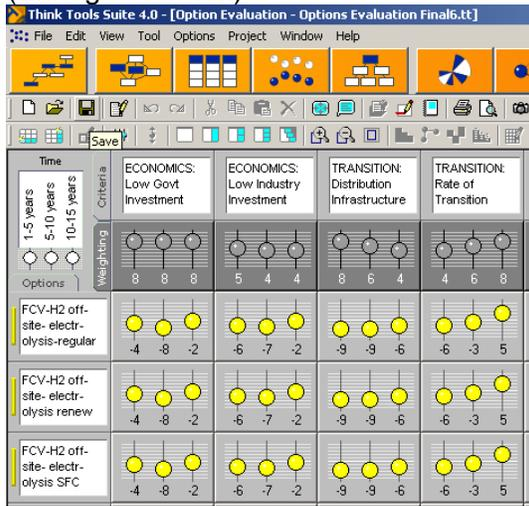 Think Tools Suite 4.0 - [Option Evaluation - Options Evaluation Final6.tt]
File Edit View Tool Options Project Window Help
Save
Time
1-5 years
5-10 years
10-15 years
Options
Criteria
Weighting
ECONOMICS:
Low Govt
Investment
ECONOMICS:
Low Industry
Investment
TRANSITION:
Distribution
Infrastructure
TRANSITION:
Rate of
Transition
8 8 8
5 4 4
8 6 4
4 6 8
FCV-H2 off-
site- electr-
olysis-regular
-4 -8 -2
-6 -7 -2
-9 -9 -6
-6 -3 5
FCV-H2 off-
site- electr-
olysis renew
-4 -8 -2
-6 -7 -2
-9 -9 -6
-6 -3 5
FCV-H2 off-
site- electr-
olysis SFC
-4 -8 -2
-6 -7 -2
-9 -9 -6
-6 -3 5